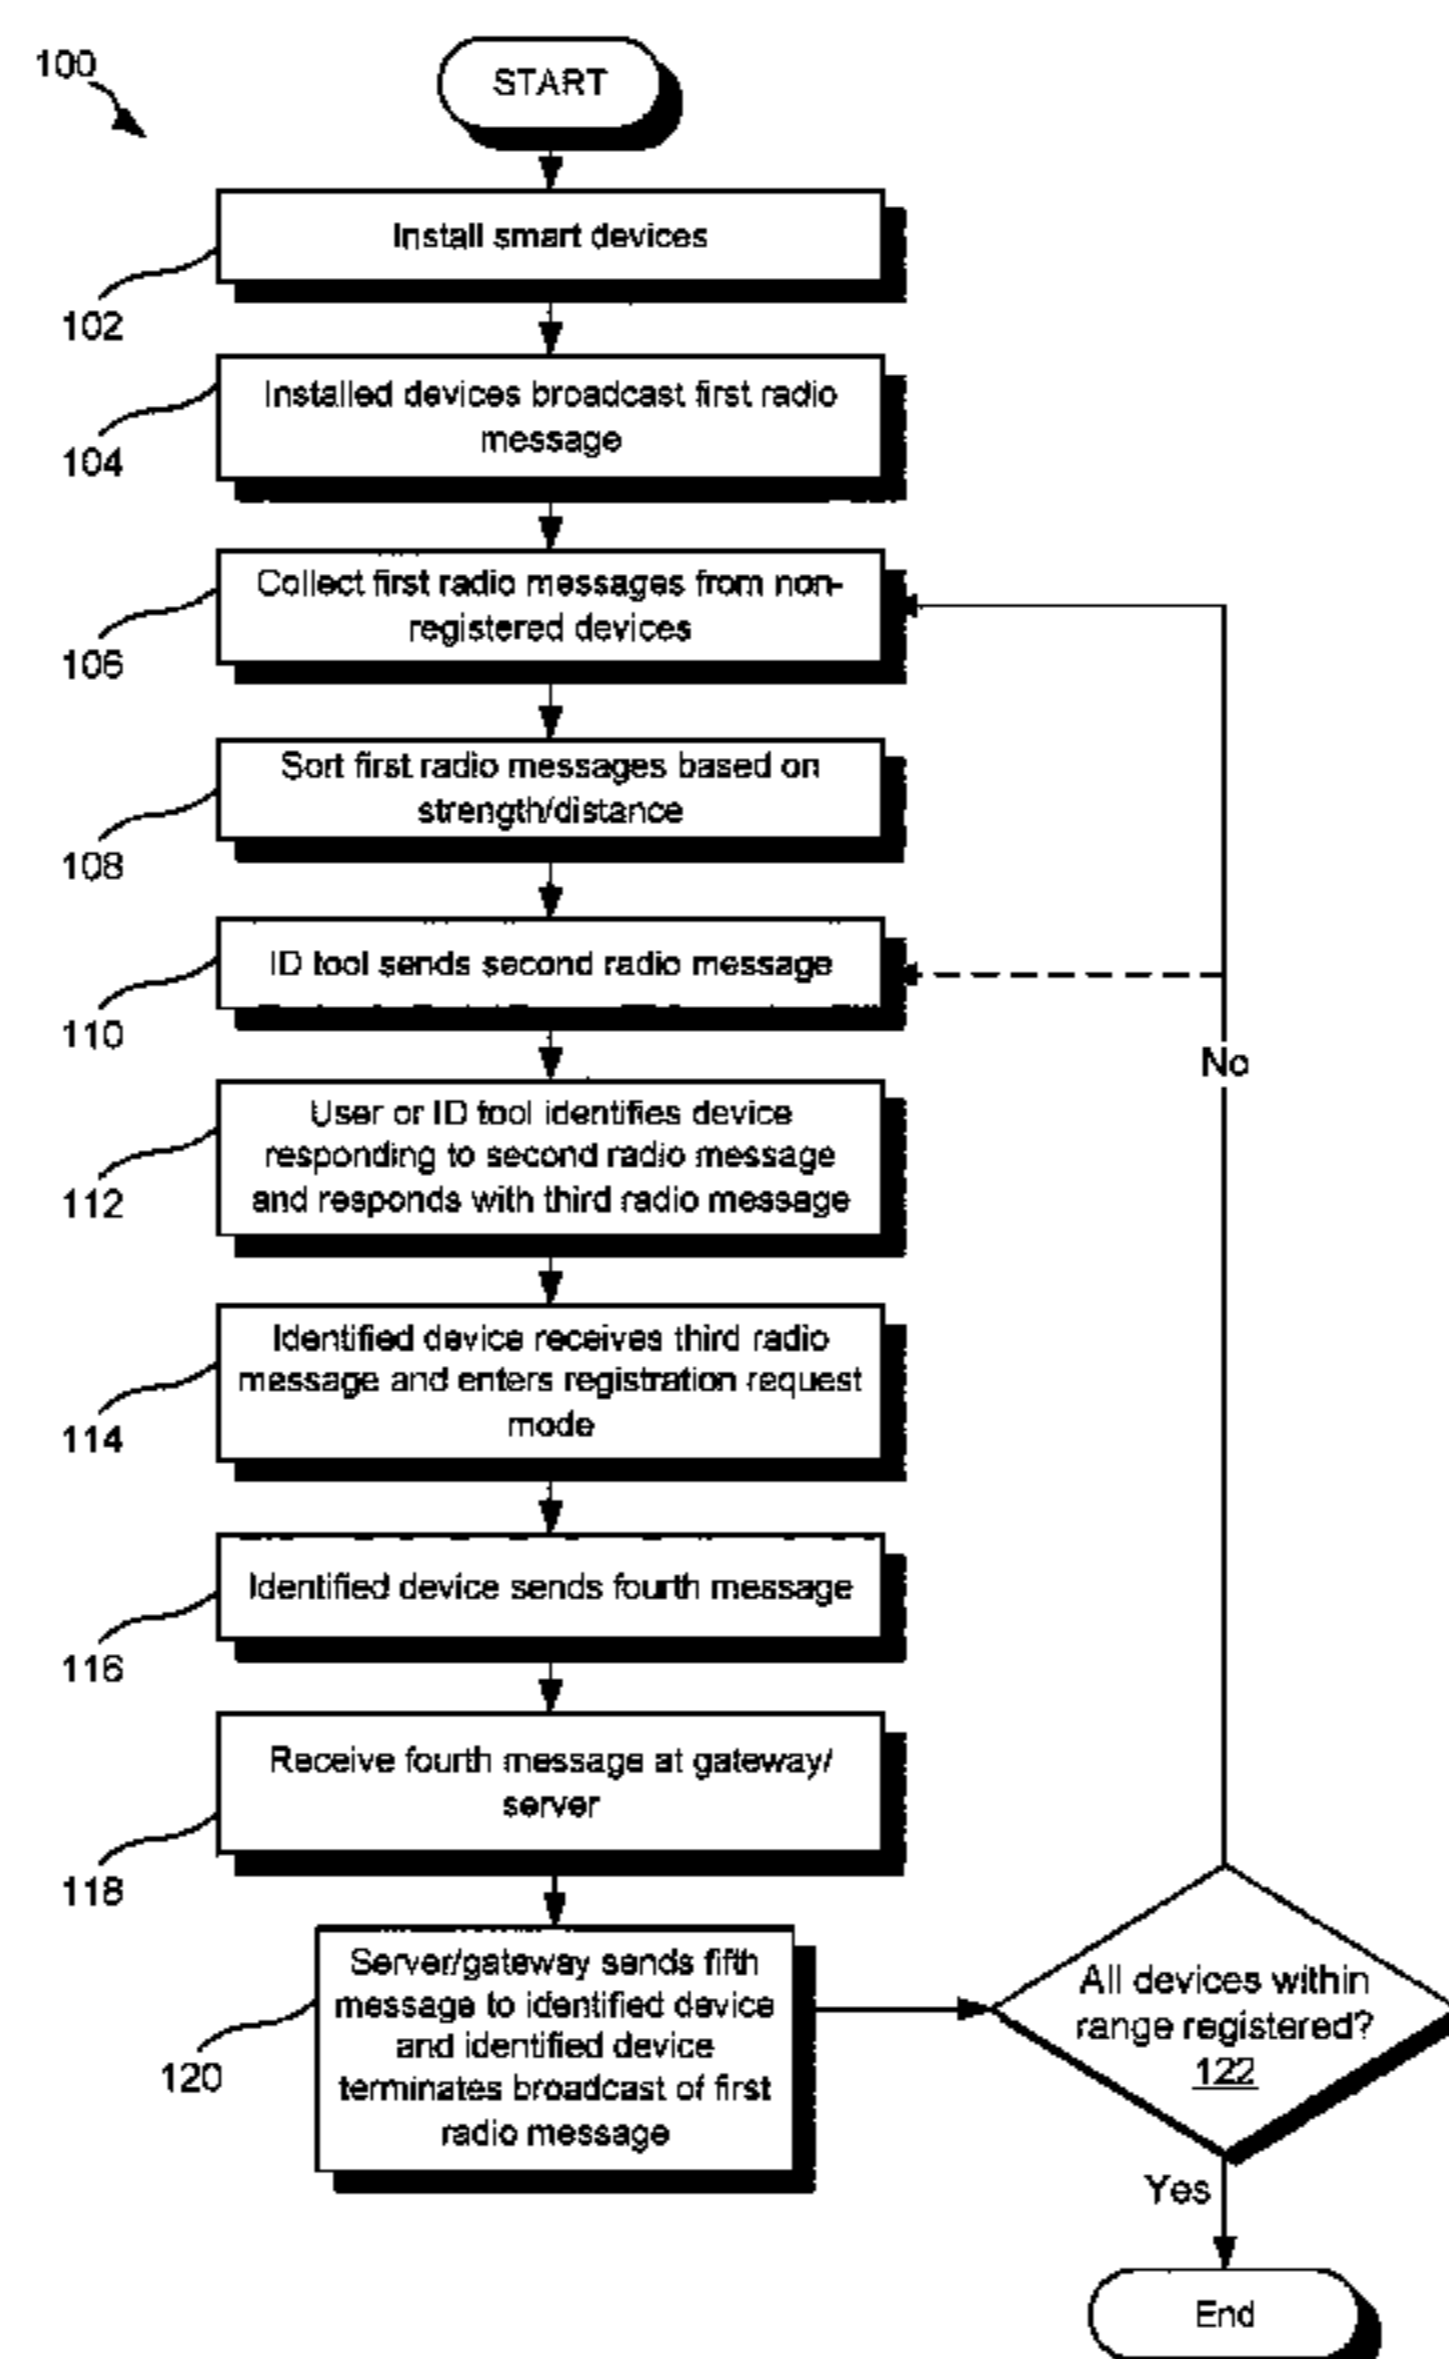 100
START
Install smart devices
102
Installed devices broadcast first radio
message
104
Collect first radio messages from non-
registered devices
106
Sort first radio messages based on
strength/distance
108
ID tool sends second radio message
110
No
User or ID tool identifies device
responding to second radio message
and responds with third radio message
112
Identified device receives third radio
message and enters registration request
mode
114
Identified device sends fourth message
116
Receive fourth message at gateway/
server
118
Server/gateway sends fifth
message to identified device
and identified device
terminates broadcast of first
radio message
120
All devices within
range registered?
122
Yes
End